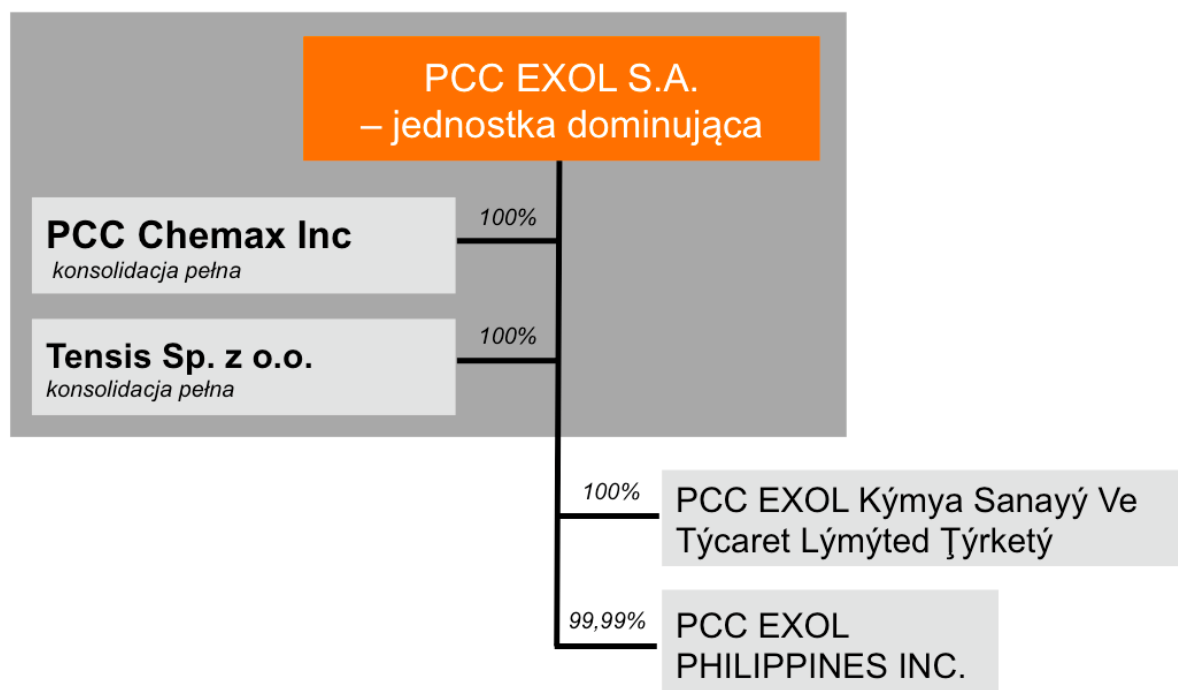 PCC EXOL S.A.
– jednostka dominująca
100%
PCC Chemax Inc
konsolidacja pełna
100%
Tensis Sp. z o.o.
konsolidacja pełna
100%
PCC EXOL Kýmya Sanayý Ve
Týcaret Lýmýted Ţýrketý
99,99%
PCC EXOL
PHILIPPINES INC.